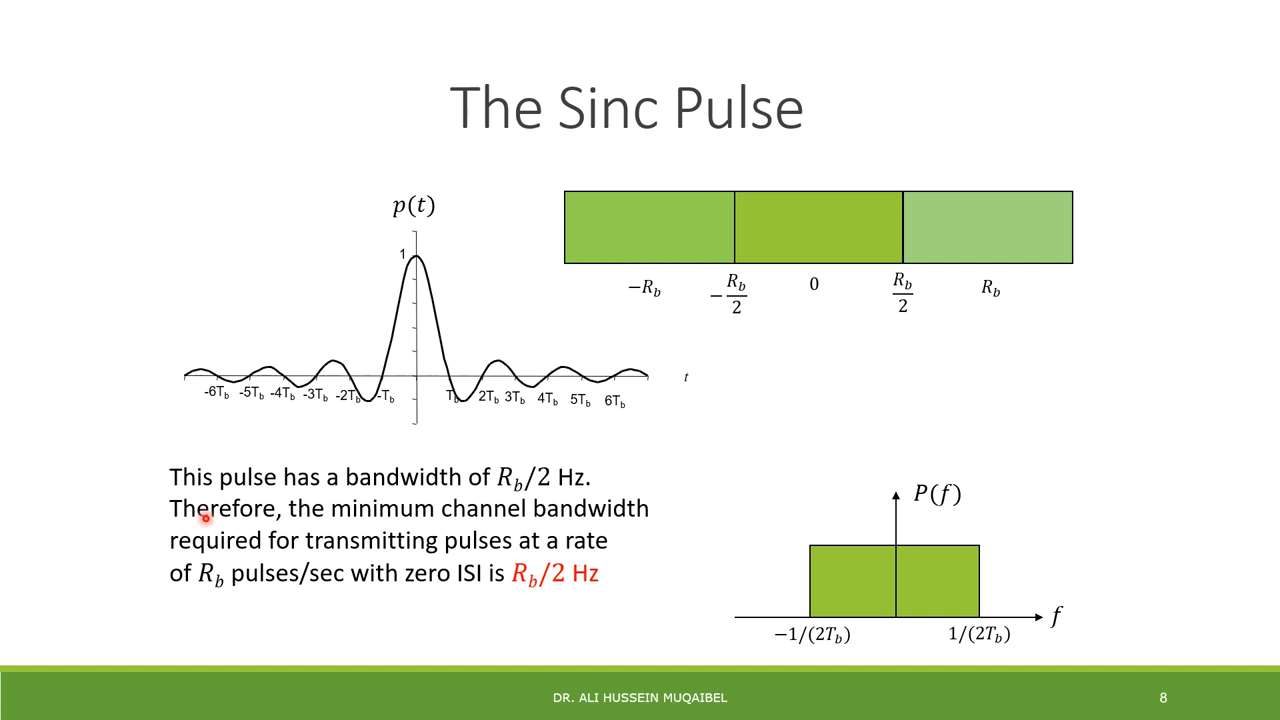 The Sinc Pulse
p(t)
1
-6T_b -5T_b -4T_b -3T_b -2T_b -T_b T_b 2T_b 3T_b 4T_b 5T_b 6T_b
t
−R_b −R_b/2 0 R_b/2 R_b
This pulse has a bandwidth of R_b/2 Hz.
Therefore, the minimum channel bandwidth
required for transmitting pulses at a rate
of R_b pulses/sec with zero ISI is R_b/2 Hz
P(f)
f
−1/(2T_b) 1/(2T_b)
DR. ALI HUSSEIN MUQAIBEL
8